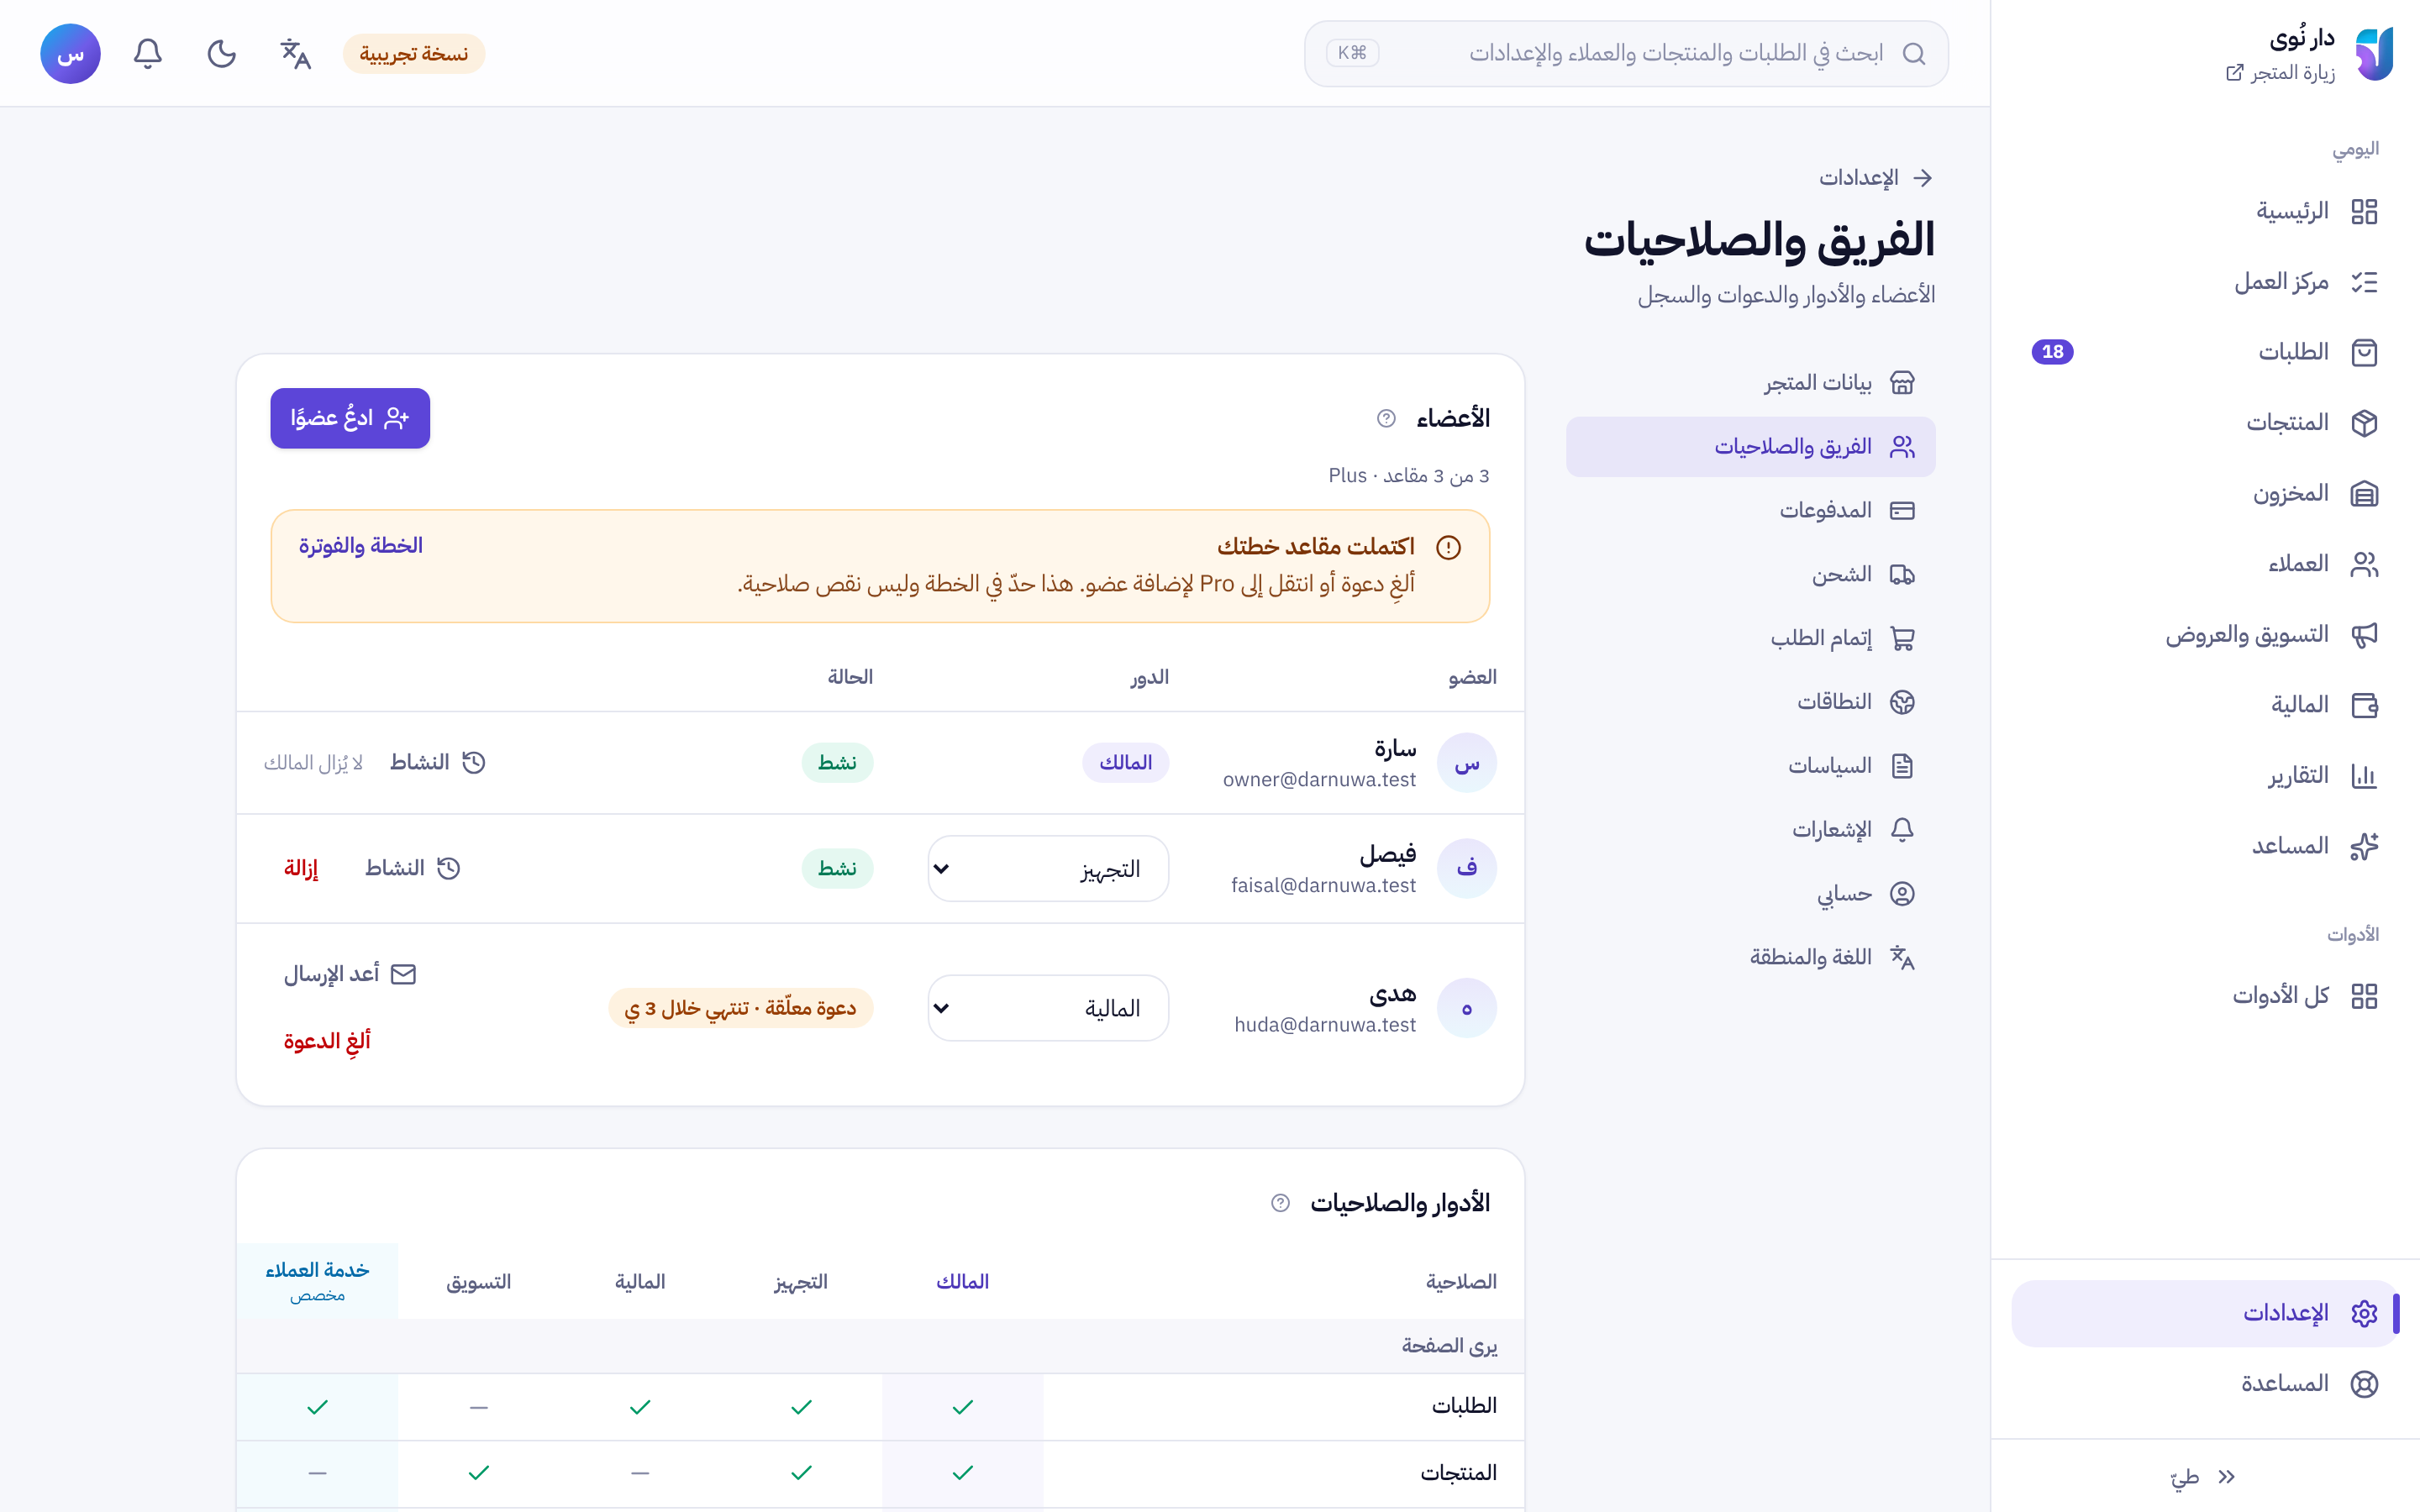 دار نُوى
زيارة المتجر
ابحث في الطلبات والمنتجات والعملاء والإعدادات
⌘K
نسخة تجريبية
س
اليومي
الرئيسية
مركز العمل
الطلبات
18
المنتجات
المخزون
العملاء
التسويق والعروض
المالية
التقارير
المساعد
الأدوات
كل الأدوات
الإعدادات
المساعدة
طيّ
الإعدادات
الفريق والصلاحيات
الأعضاء والأدوار والدعوات والسجل
بيانات المتجر
الفريق والصلاحيات
المدفوعات
الشحن
إتمام الطلب
النطاقات
السياسات
الإشعارات
حسابي
اللغة والمنطقة
الأعضاء
ادعُ عضوًا
3 من 3 مقاعد · Plus
اكتملت مقاعد خطتك
الخطة والفوترة
ألغِ دعوة أو انتقل إلى Pro لإضافة عضو. هذا حدّ في الخطة وليس نقص صلاحية.
العضو الدور الحالة
س سارة المالك نشط النشاط لا يُزال المالك
owner@darnuwa.test
ف فيصل التجهيز نشط النشاط إزالة
faisal@darnuwa.test
ه هدى المالية دعوة معلّقة · تنتهي خلال 3 ي أعد الإرسال
huda@darnuwa.test
ألغِ الدعوة
الأدوار والصلاحيات
الصلاحية المالك التجهيز المالية التسويق خدمة العملاء
مخصص
يرى الصفحة
الطلبات ✓ ✓ ✓ — ✓
المنتجات ✓ ✓ — ✓ —